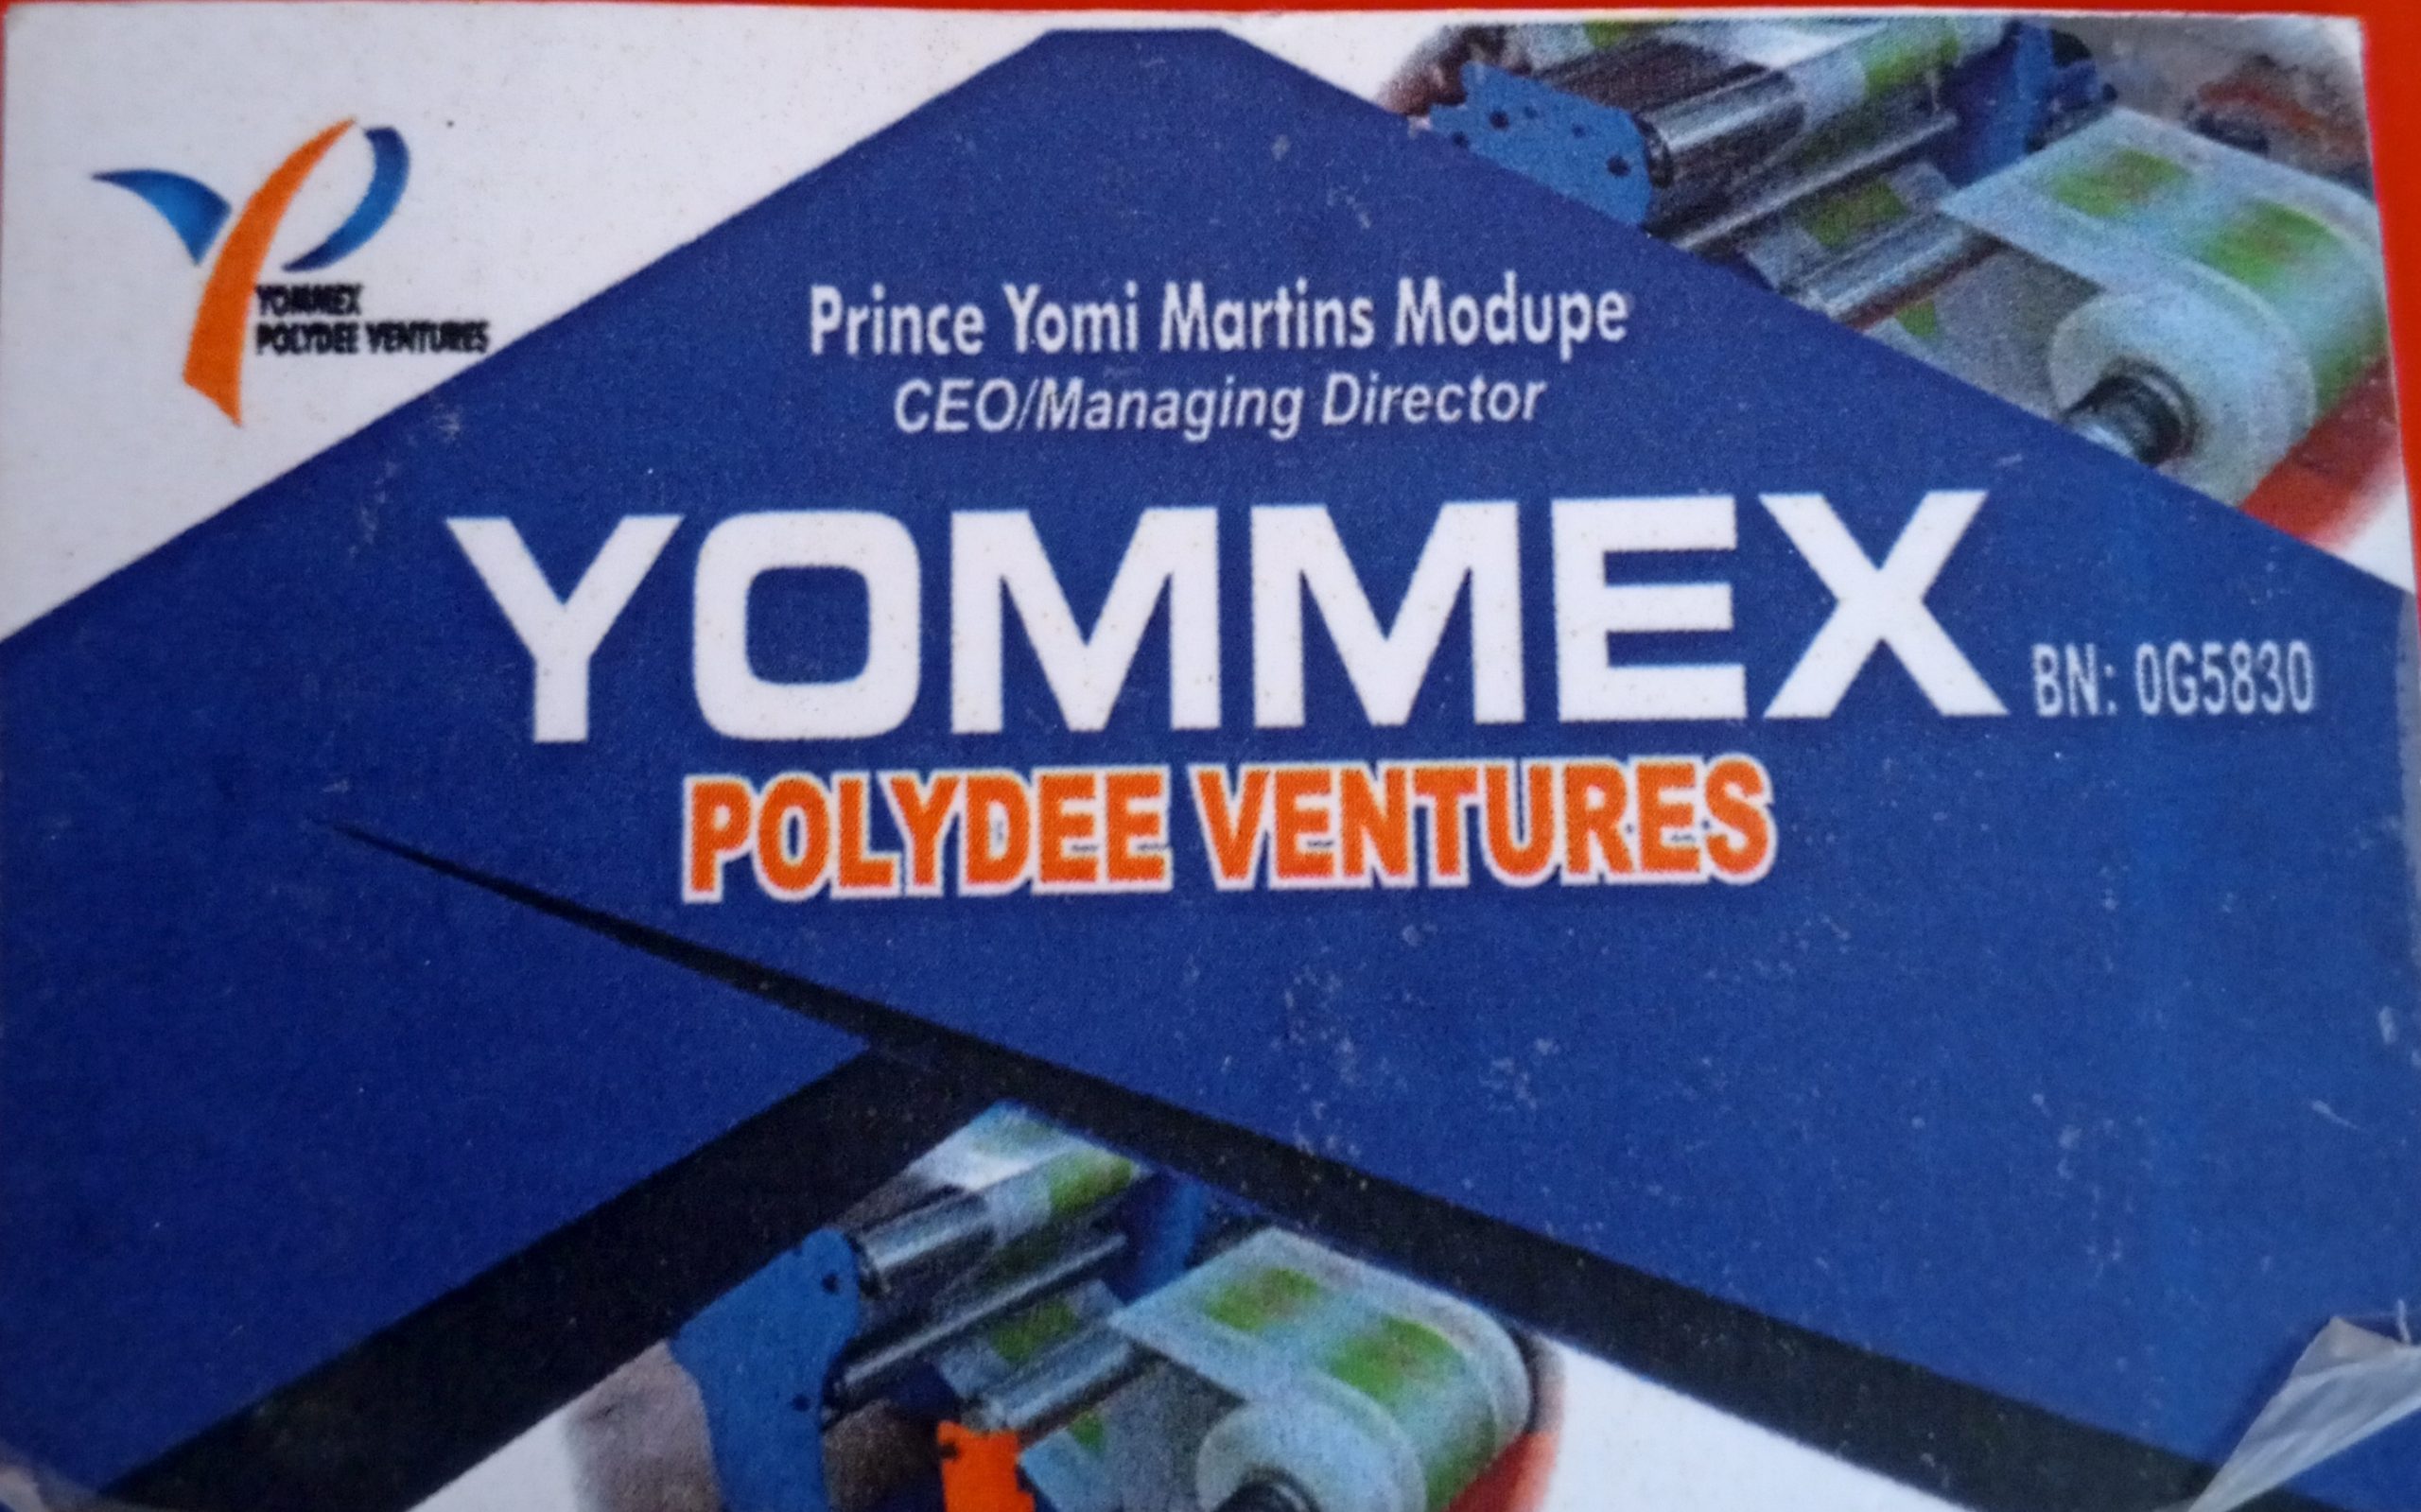 YOMMEX
POLYDEE VENTURES
Prince Yomi Martins Modupe
CEO/Managing Director
YOMMEX
BN: 0G5830
POLYDEE VENTURES